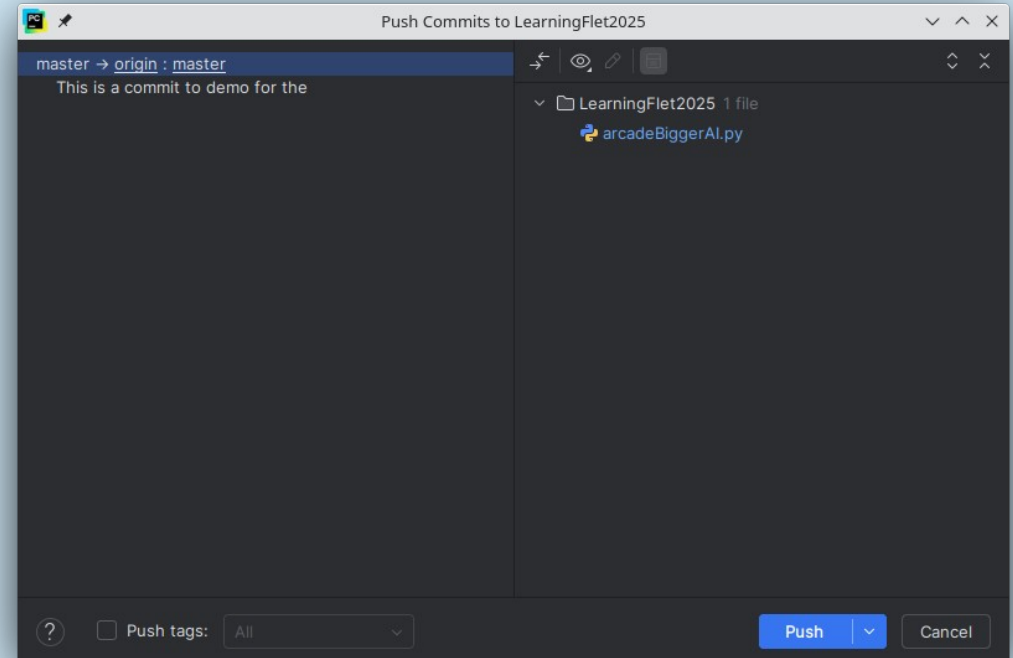 PC
Push Commits to LearningFlet2025
master → origin : master
This is a commit to demo for the
LearningFlet2025 1 file
arcadeBiggerAI.py
? Push tags: All
Push
Cancel